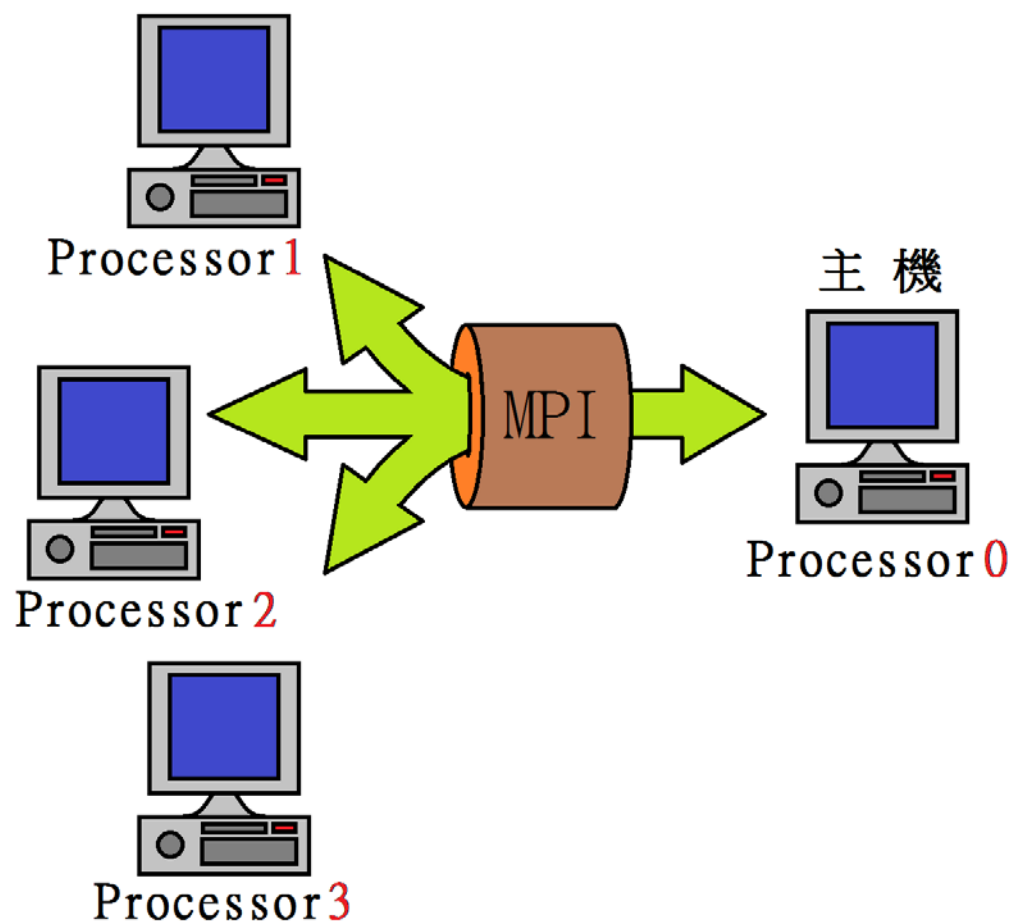 Processor1
主 機
MPI
Processor2
Processor0
Processor3